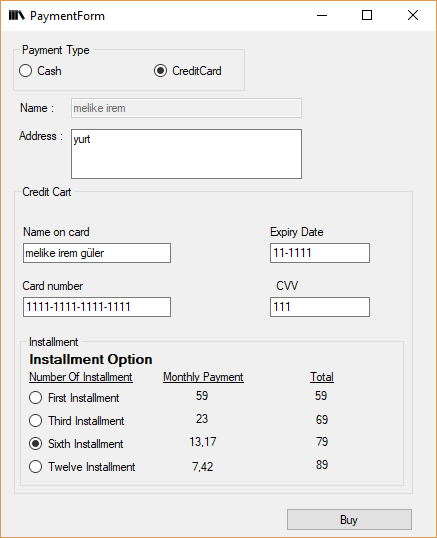 PaymentForm
Payment Type
Cash CreditCard
Name : melike irem
Address : yurt
Credit Cart
Name on card Expiry Date
melike irem güler 11-1111
Card number CVV
1111-1111-1111-1111 111
Installment
Installment Option
Number Of Installment Monthly Payment Total
First Installment 59 59
Third Installment 23 69
Sixth Installment 13,17 79
Twelve Installment 7,42 89
Buy